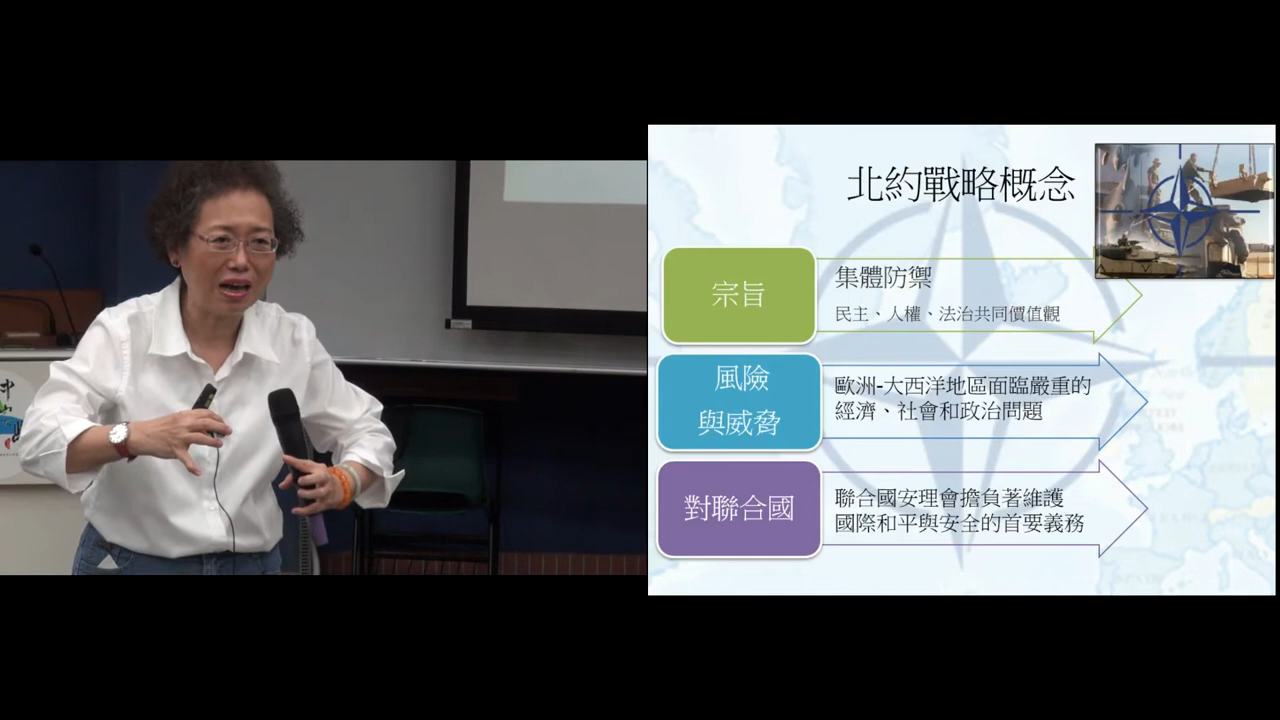 北約戰略概念
宗旨
集體防禦
民主、人權、法治共同價值觀
風險
與威脅
歐洲-大西洋地區面臨嚴重的
經濟、社會和政治問題
對聯合國
聯合國安理會擔負著維護
國際和平與安全的首要義務